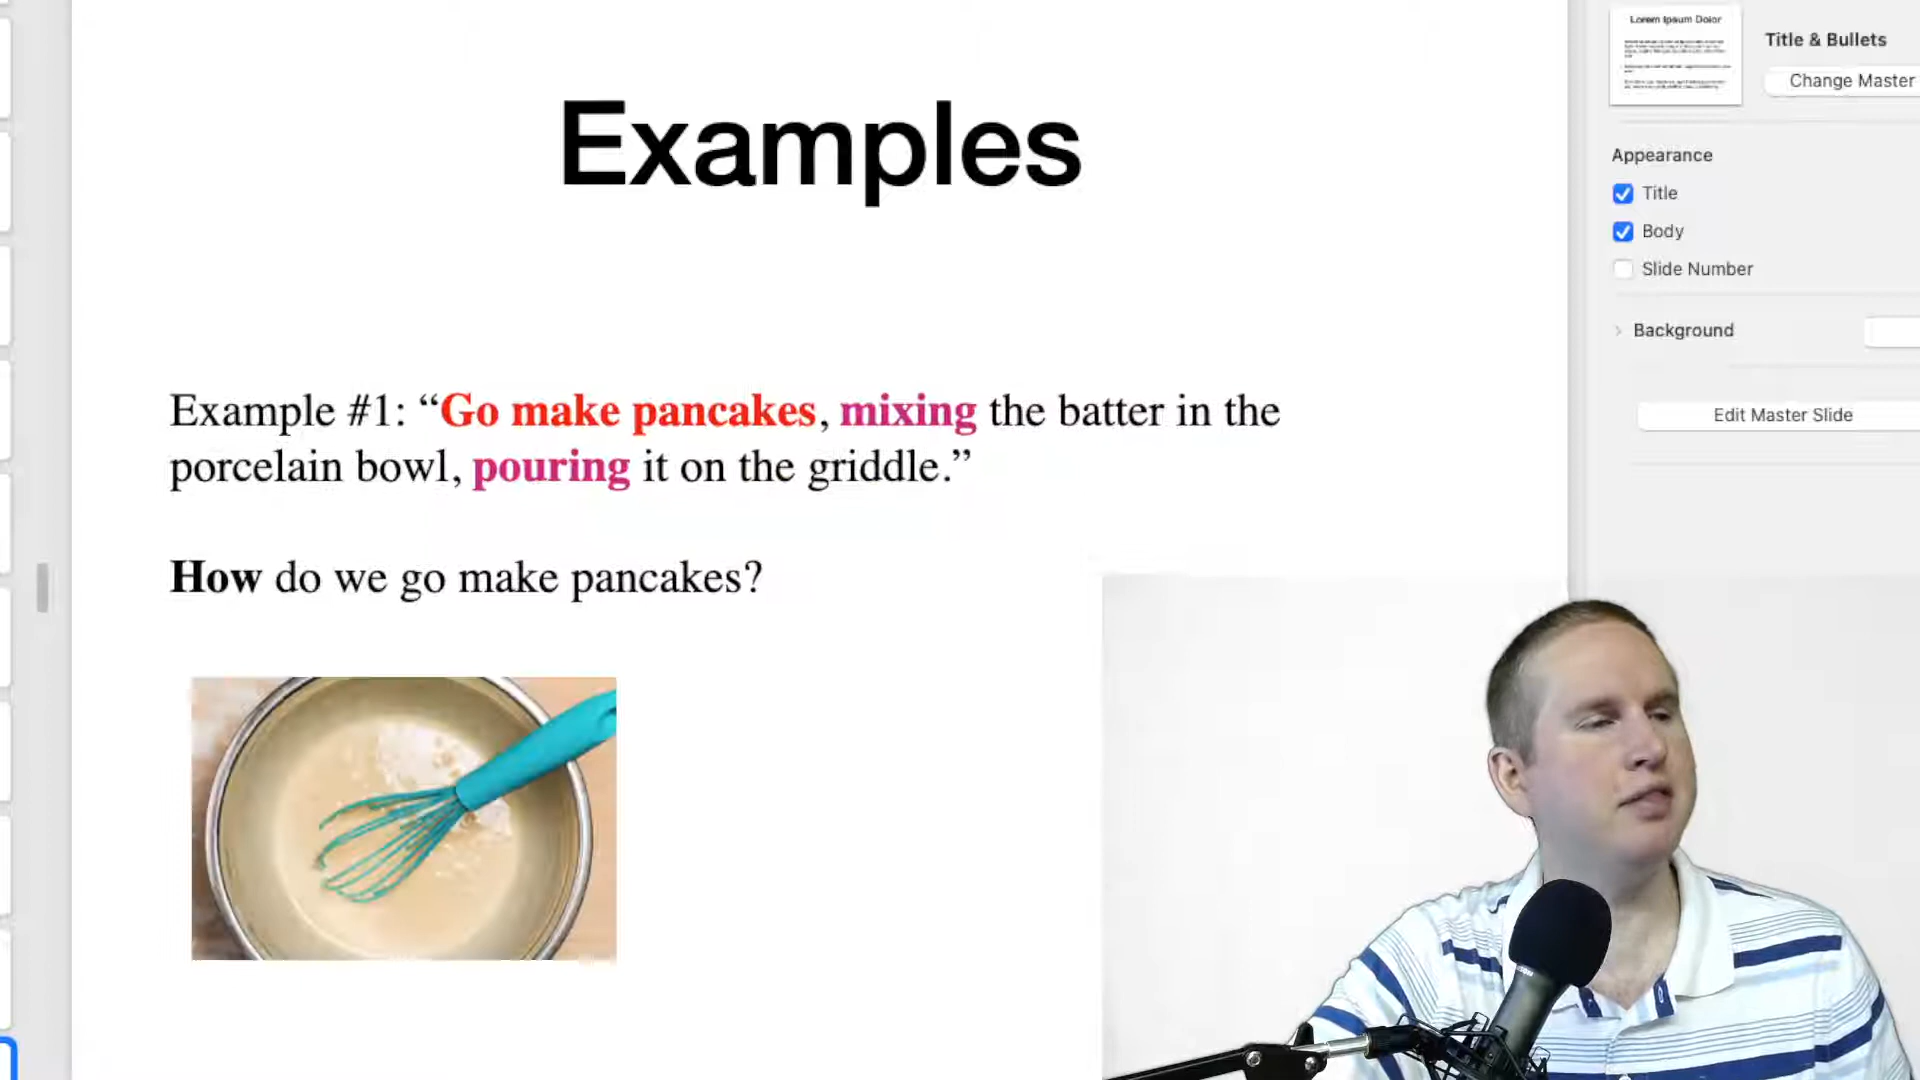 Examples
Example #1: “Go make pancakes, mixing the batter in the
porcelain bowl, pouring it on the griddle.”
How do we go make pancakes?
Lorem Ipsum Dolor
Title & Bullets
Change Master
Appearance
Title
Body
Slide Number
Background
Edit Master Slide